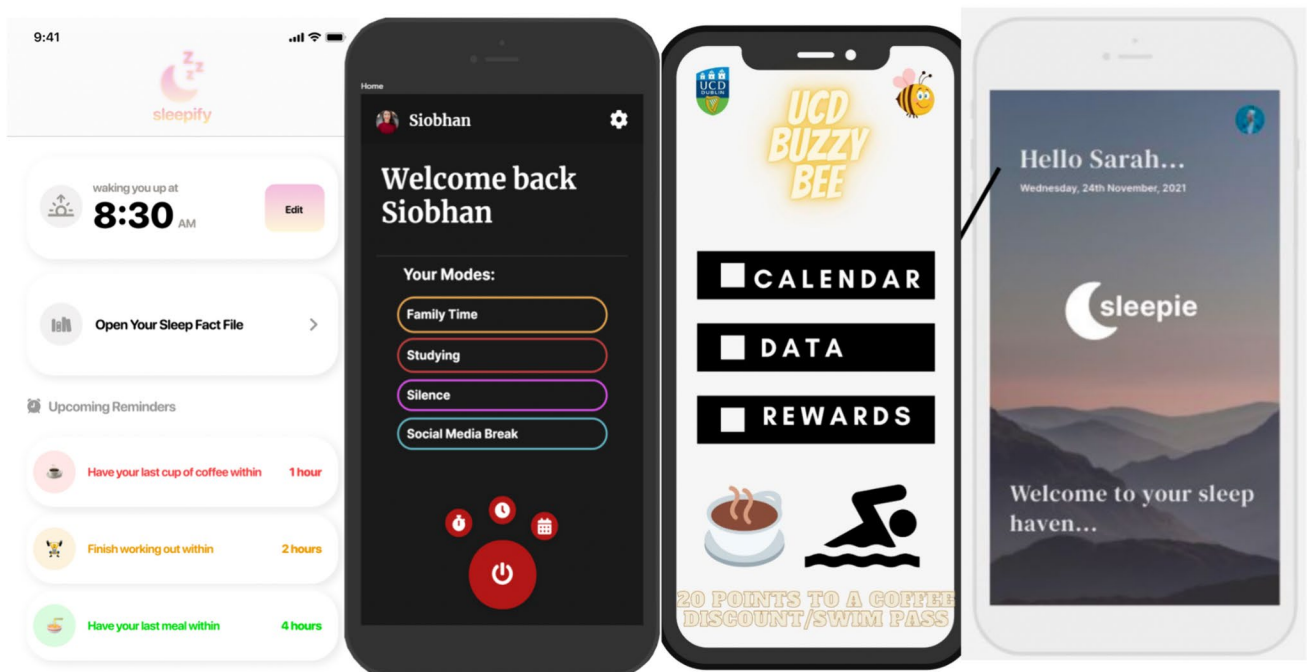 9:41
sleepify
waking you up at
8:30 AM
Edit
Open Your Sleep Fact File
Upcoming Reminders
Have your last cup of coffee within 1 hour
Finish working out within 2 hours
Have your last meal within 4 hours
Home
Siobhan
Welcome back
Siobhan
Your Modes:
Family Time
Studying
Silence
Social Media Break
UCD
DUBLIN
UCD
BUZZY
BEE
CALENDAR
DATA
REWARDS
20 POINTS TO A COFFEE
DISCOUNT/SWIM PASS
Hello Sarah...
Wednesday, 24th November, 2021
sleepie
Welcome to your sleep
haven...